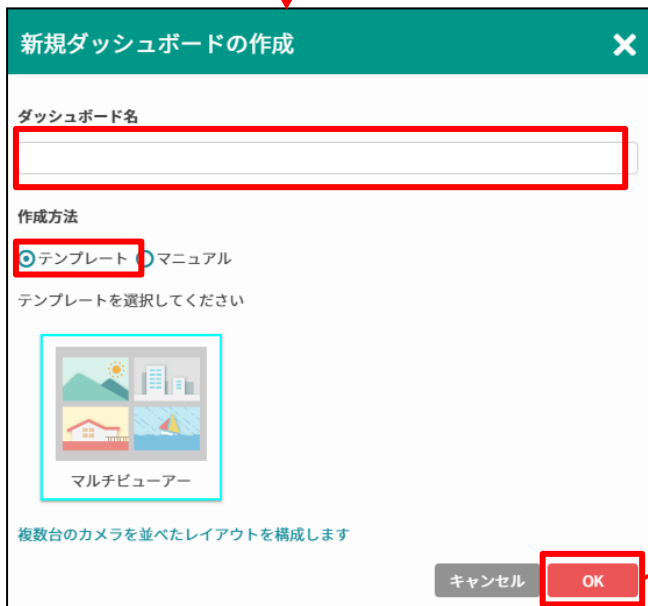 新規ダッシュボードの作成
ダッシュボード名
作成方法
テンプレート マニュアル
テンプレートを選択してください
マルチビューアー
複数台のカメラを並べたレイアウトを構成します
キャンセル OK